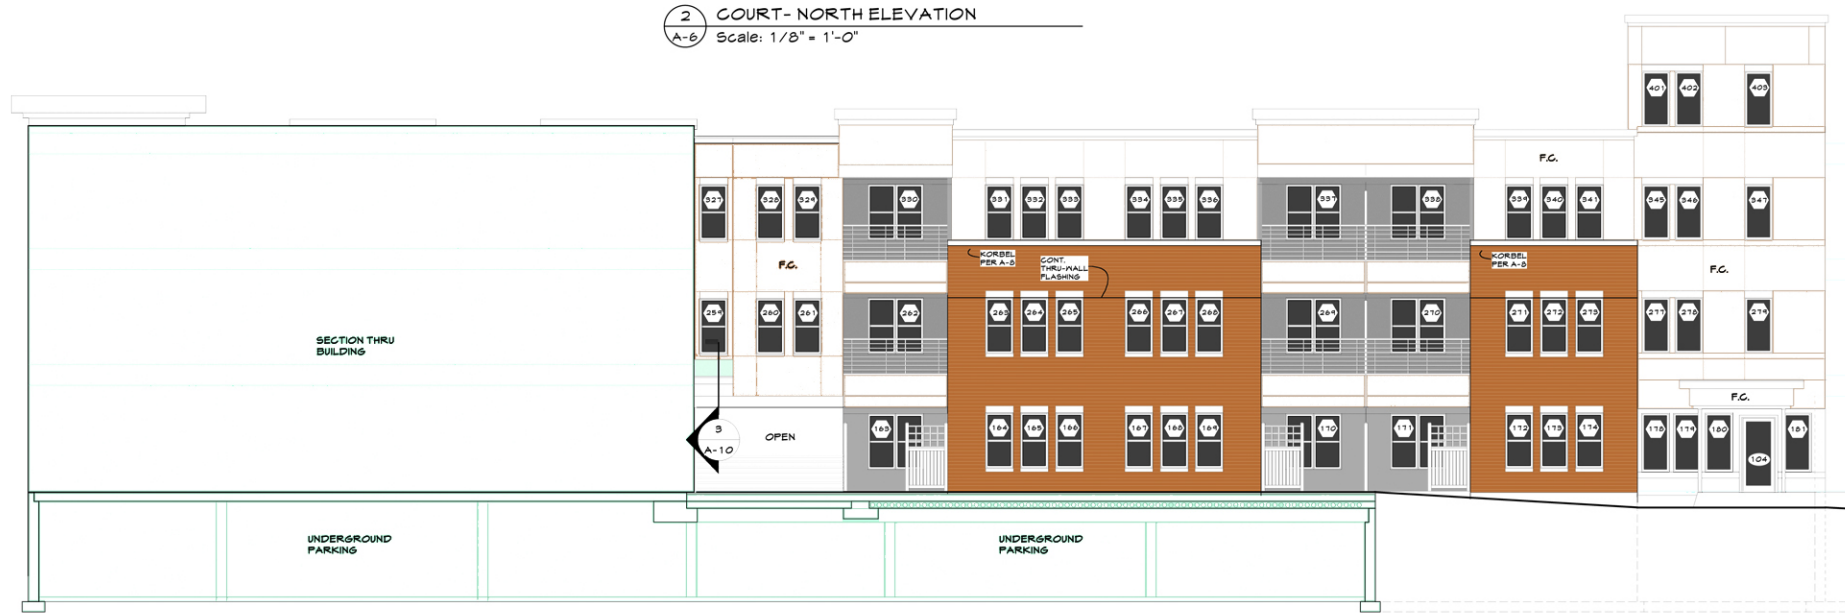 2
A-6
COURT- NORTH ELEVATION
Scale: 1/8" = 1'-0"
401 402 403
F.C.
327 328 329 330 331 332 333 334 335 336 337 338 339 340 341 345 346 347
KORBEL
PER A-8
CONT.
THRU-WALL
FLASHING
KORBEL
PER A-8
F.C.
F.C.
259 260 261 262 263 264 265 266 267 268 269 270 271 272 273 277 278 279
SECTION THRU
BUILDING
F.C.
3
A-10
OPEN
163 164 165 166 167 168 169 170 171 172 173 174 178 179 180 181
104
UNDERGROUND
PARKING
UNDERGROUND
PARKING